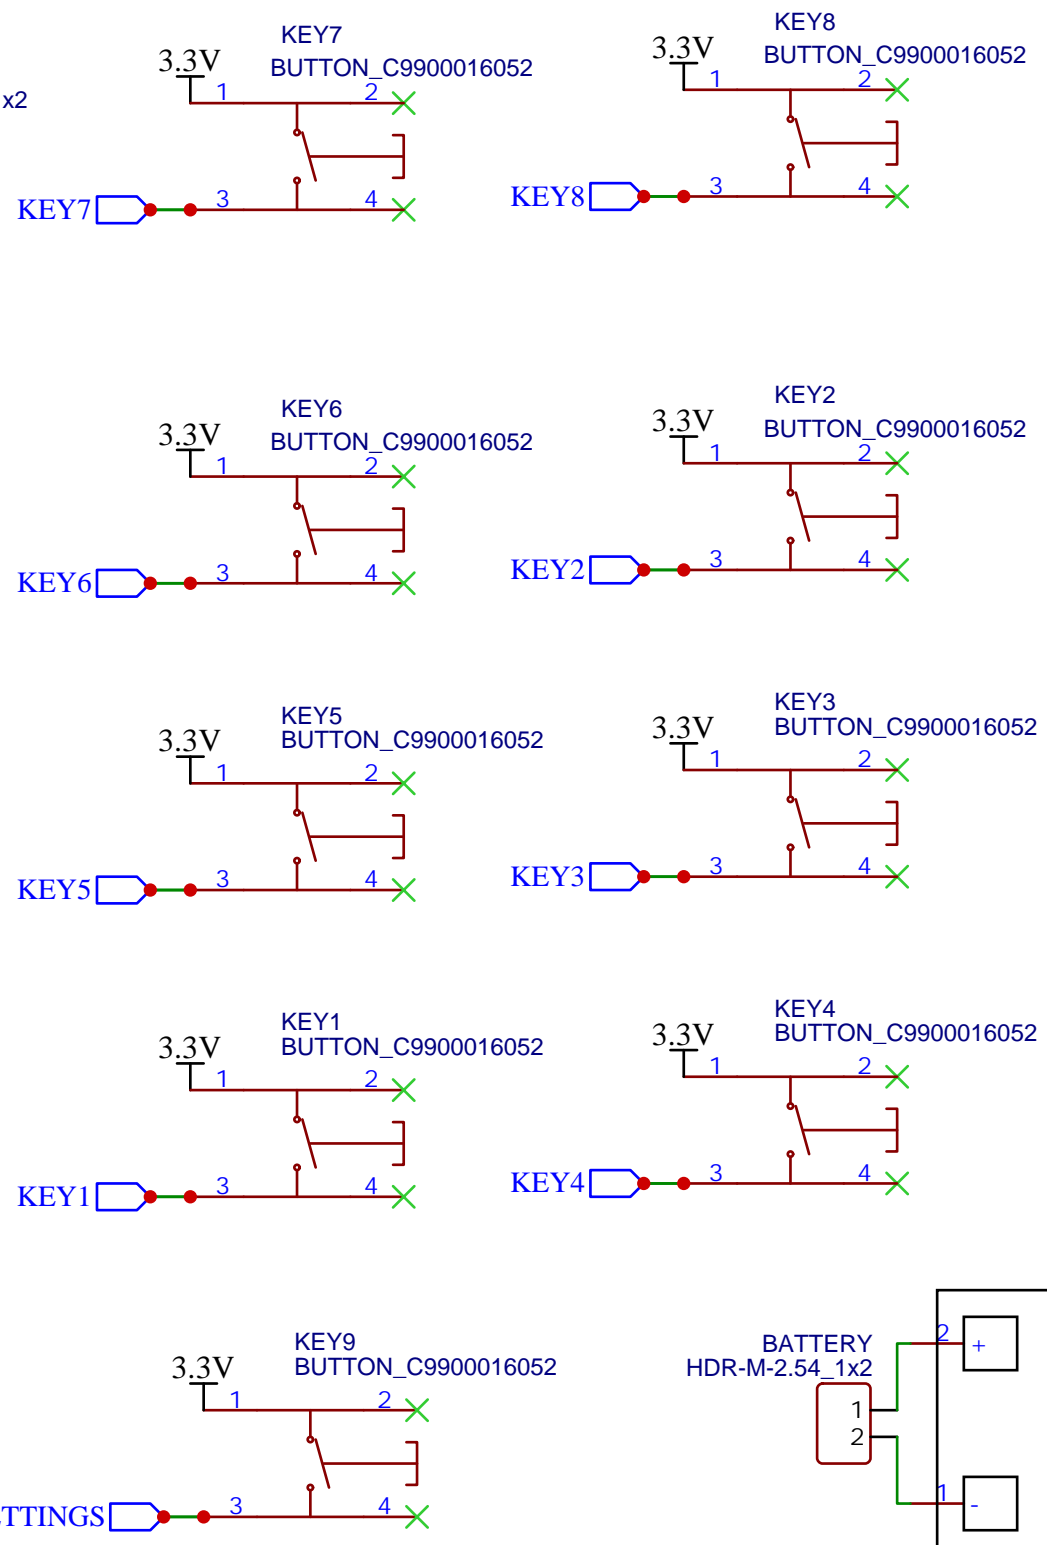 x2
KEY7
BUTTON_C9900016052
3.3V
1 2
KEY7 3 4
KEY8
BUTTON_C9900016052
3.3V
1 2
KEY8 3 4
KEY6
BUTTON_C9900016052
3.3V
1 2
KEY6 3 4
KEY2
BUTTON_C9900016052
3.3V
1 2
KEY2 3 4
KEY5
BUTTON_C9900016052
3.3V
1 2
KEY5 3 4
KEY3
BUTTON_C9900016052
3.3V
1 2
KEY3 3 4
KEY1
BUTTON_C9900016052
3.3V
1 2
KEY1 3 4
KEY4
BUTTON_C9900016052
3.3V
1 2
KEY4 3 4
KEY9
BUTTON_C9900016052
3.3V
1 2
TTINGS 3 4
BATTERY
HDR-M-2.54_1x2
1
2
2 +
1 -